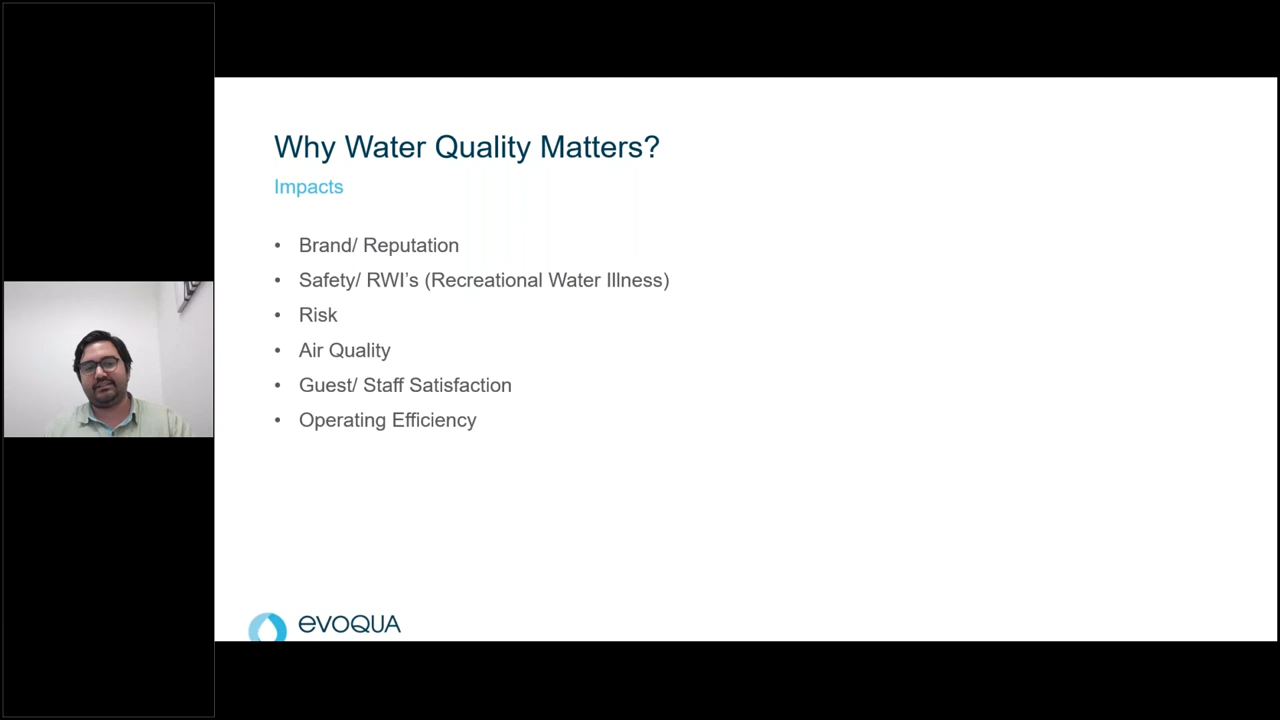 Why Water Quality Matters?
Impacts
• Brand/ Reputation
• Safety/ RWI’s (Recreational Water Illness)
• Risk
• Air Quality
• Guest/ Staff Satisfaction
• Operating Efficiency
evoqua